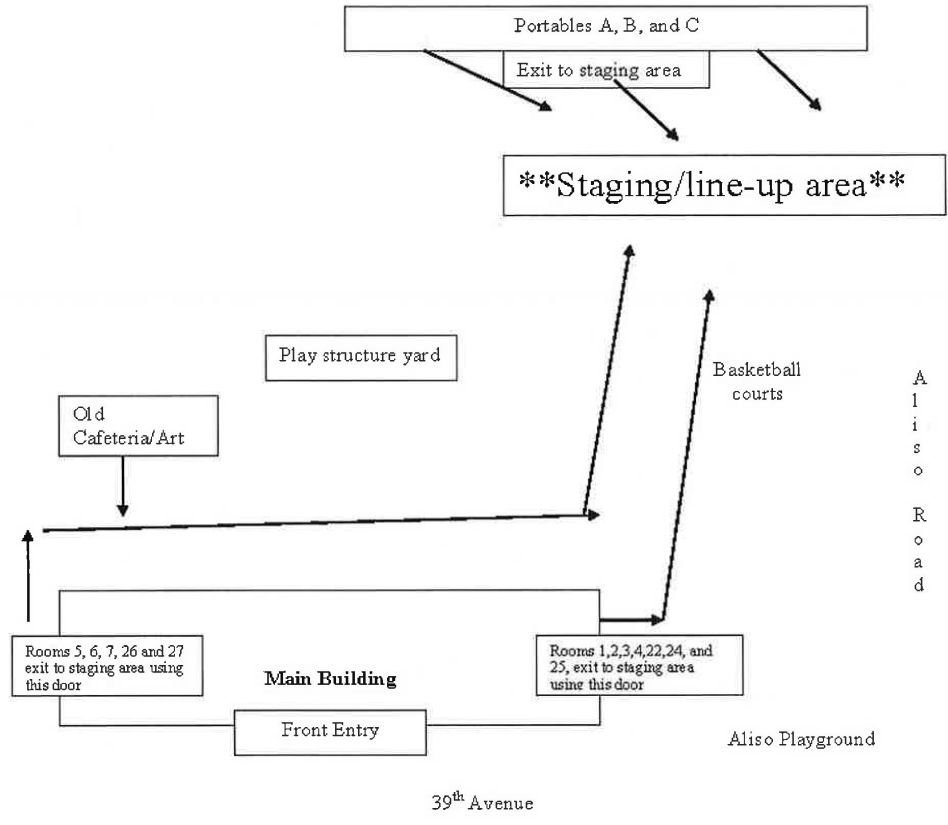 Portables A, B, and C
Exit to staging area
**Staging/line-up area**
Play structure yard
Basketball
courts
Aliso Road
Old
Cafeteria/Art
Rooms 5, 6, 7, 26 and 27
exit to staging area using
this door
Main Building
Rooms 1,2,3,4,22,24, and
25, exit to staging area
using this door
Front Entry
Aliso Playground
39th Avenue